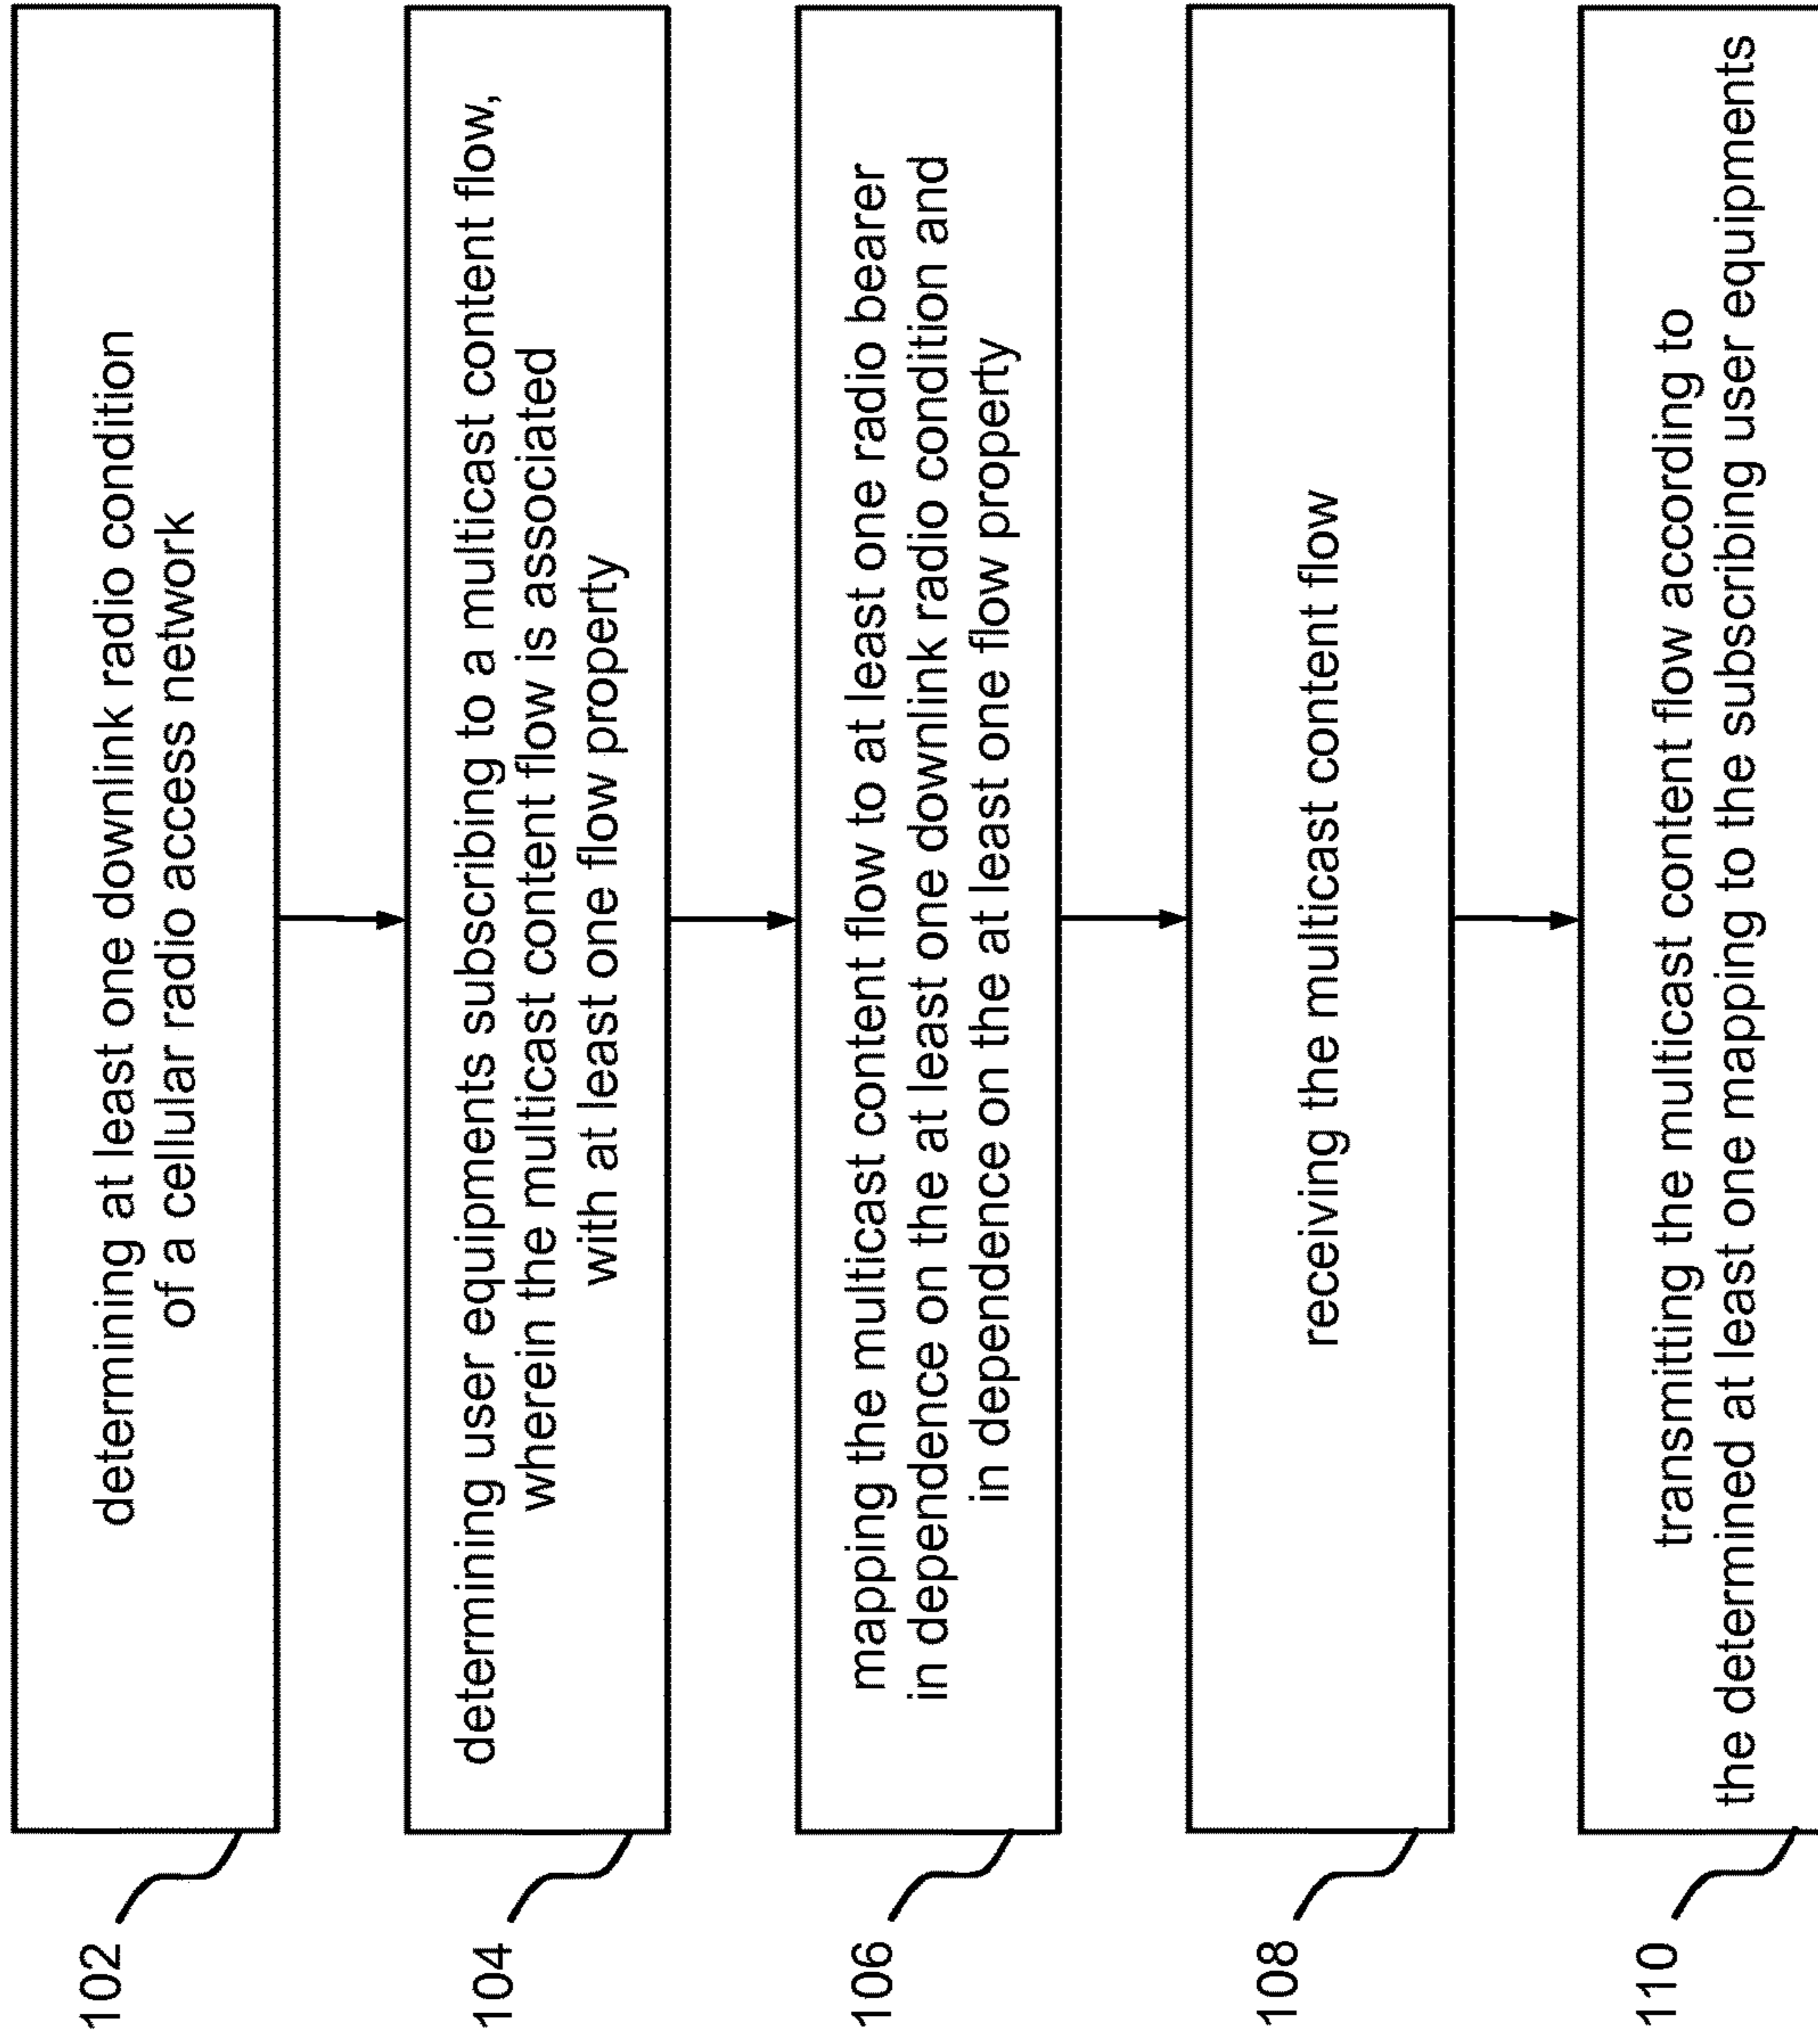 102
determining at least one downlink radio condition
of a cellular radio access network
104
determining user equipments subscribing to a multicast content flow,
wherein the multicast content flow is associated
with at least one flow property
106
mapping the multicast content flow to at least one radio bearer
in dependence on the at least one downlink radio condition and
in dependence on the at least one flow property
108
receiving the multicast content flow
110
transmitting the multicast content flow according to
the determined at least one mapping to the subscribing user equipments